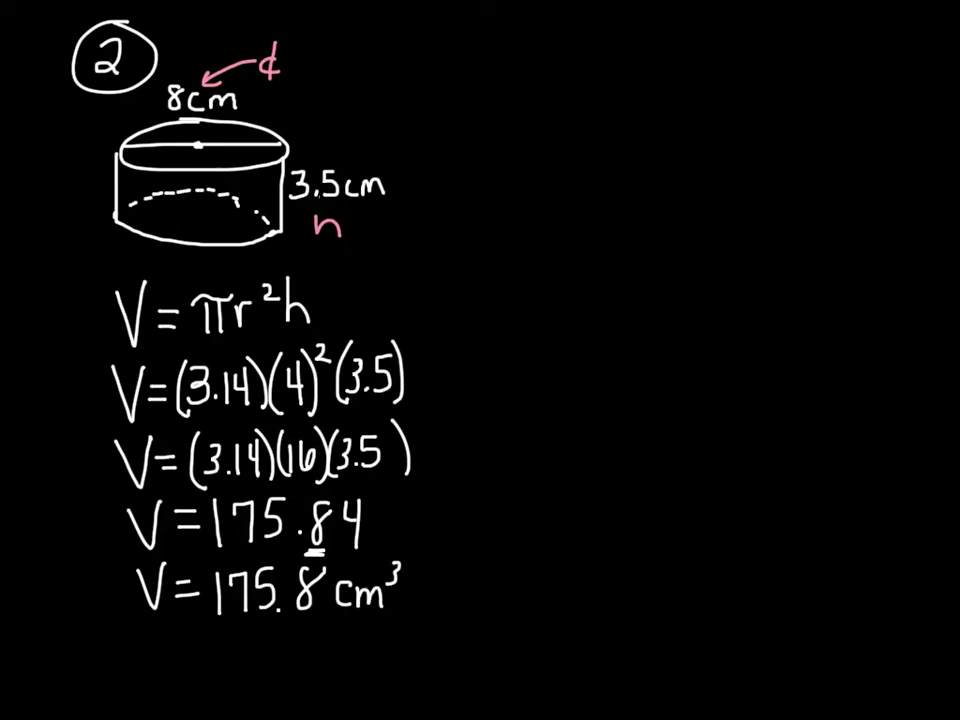 2
d
8cm
3.5cm
h
V = πr²h
V = (3.14)(4)²(3.5)
V = (3.14)(16)(3.5)
V = 175.84
V = 175.8 cm³